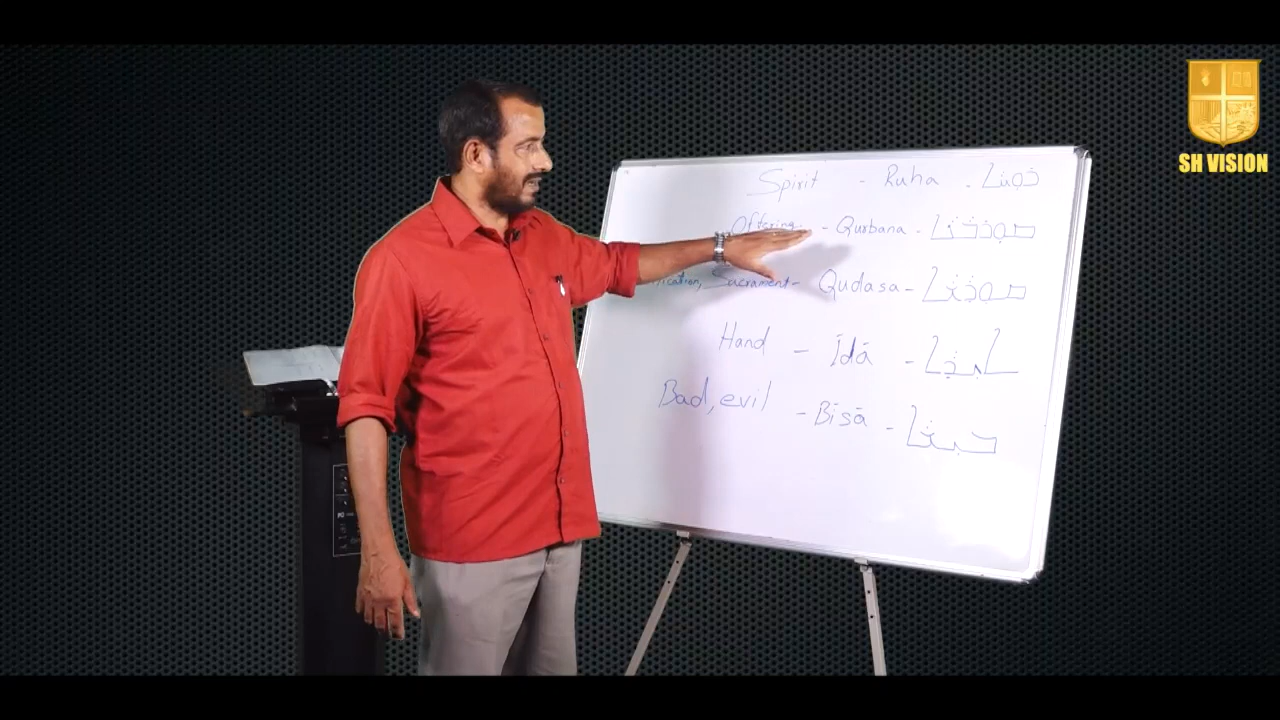 SH VISION
Spirit - Ruha . ܪܘܚܐ
Offering - Qurbana - ܩܘܪܒܢܐ
Sacrament - Qudasa - ܩܘܕܫܐ
Hand - Īdā - ܐܝܕܐ
Bad, evil - Bīsā - ܒܝܫܐ